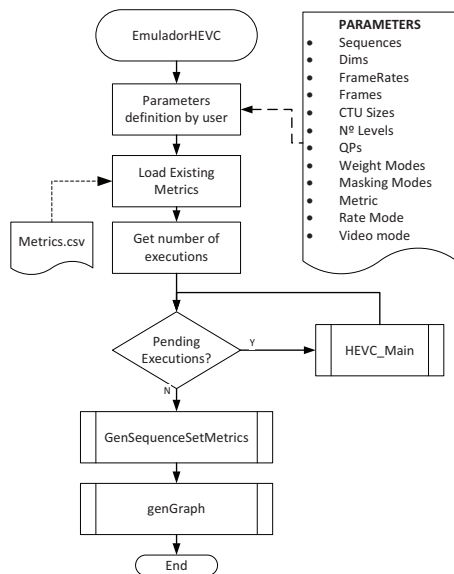 EmuladorHEVC
Parameters
definition by user
Load Existing
Metrics
Metrics.csv
Get number of
executions
Pending
Executions?
Y
HEVC_Main
N
GenSequenceSetMetrics
genGraph
End
PARAMETERS
• Sequences
• Dims
• FrameRates
• Frames
• CTU Sizes
• Nº Levels
• QPs
• Weight Modes
• Masking Modes
• Metric
• Rate Mode
• Video mode